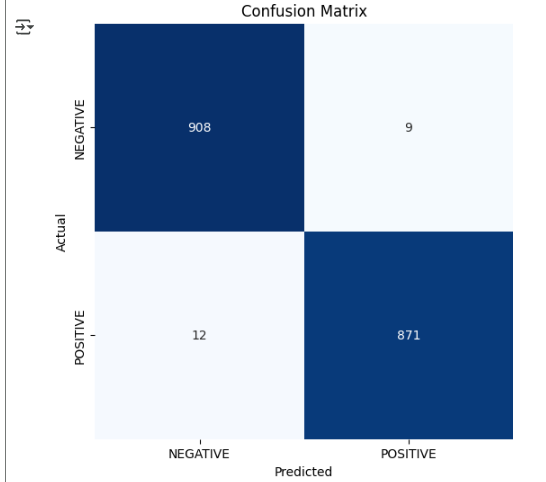 Confusion Matrix
NEGATIVE
908
9
Actual
POSITIVE
12
871
NEGATIVE
POSITIVE
Predicted